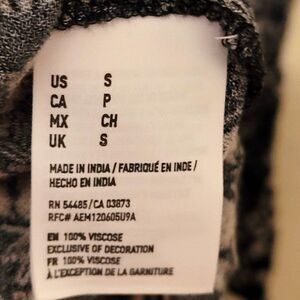 US S
CA P
MX CH
UK S
MADE IN INDIA / FABRIQUÉ EN INDE /
HECHO EN INDIA
RN 54485 / CA 03873
RFC# AEM120605U9A
EN 100% VISCOSE
EXCLUSIVE OF DECORATION
FR 100% VISCOSE
À L'EXCEPTION DE LA GARNITURE